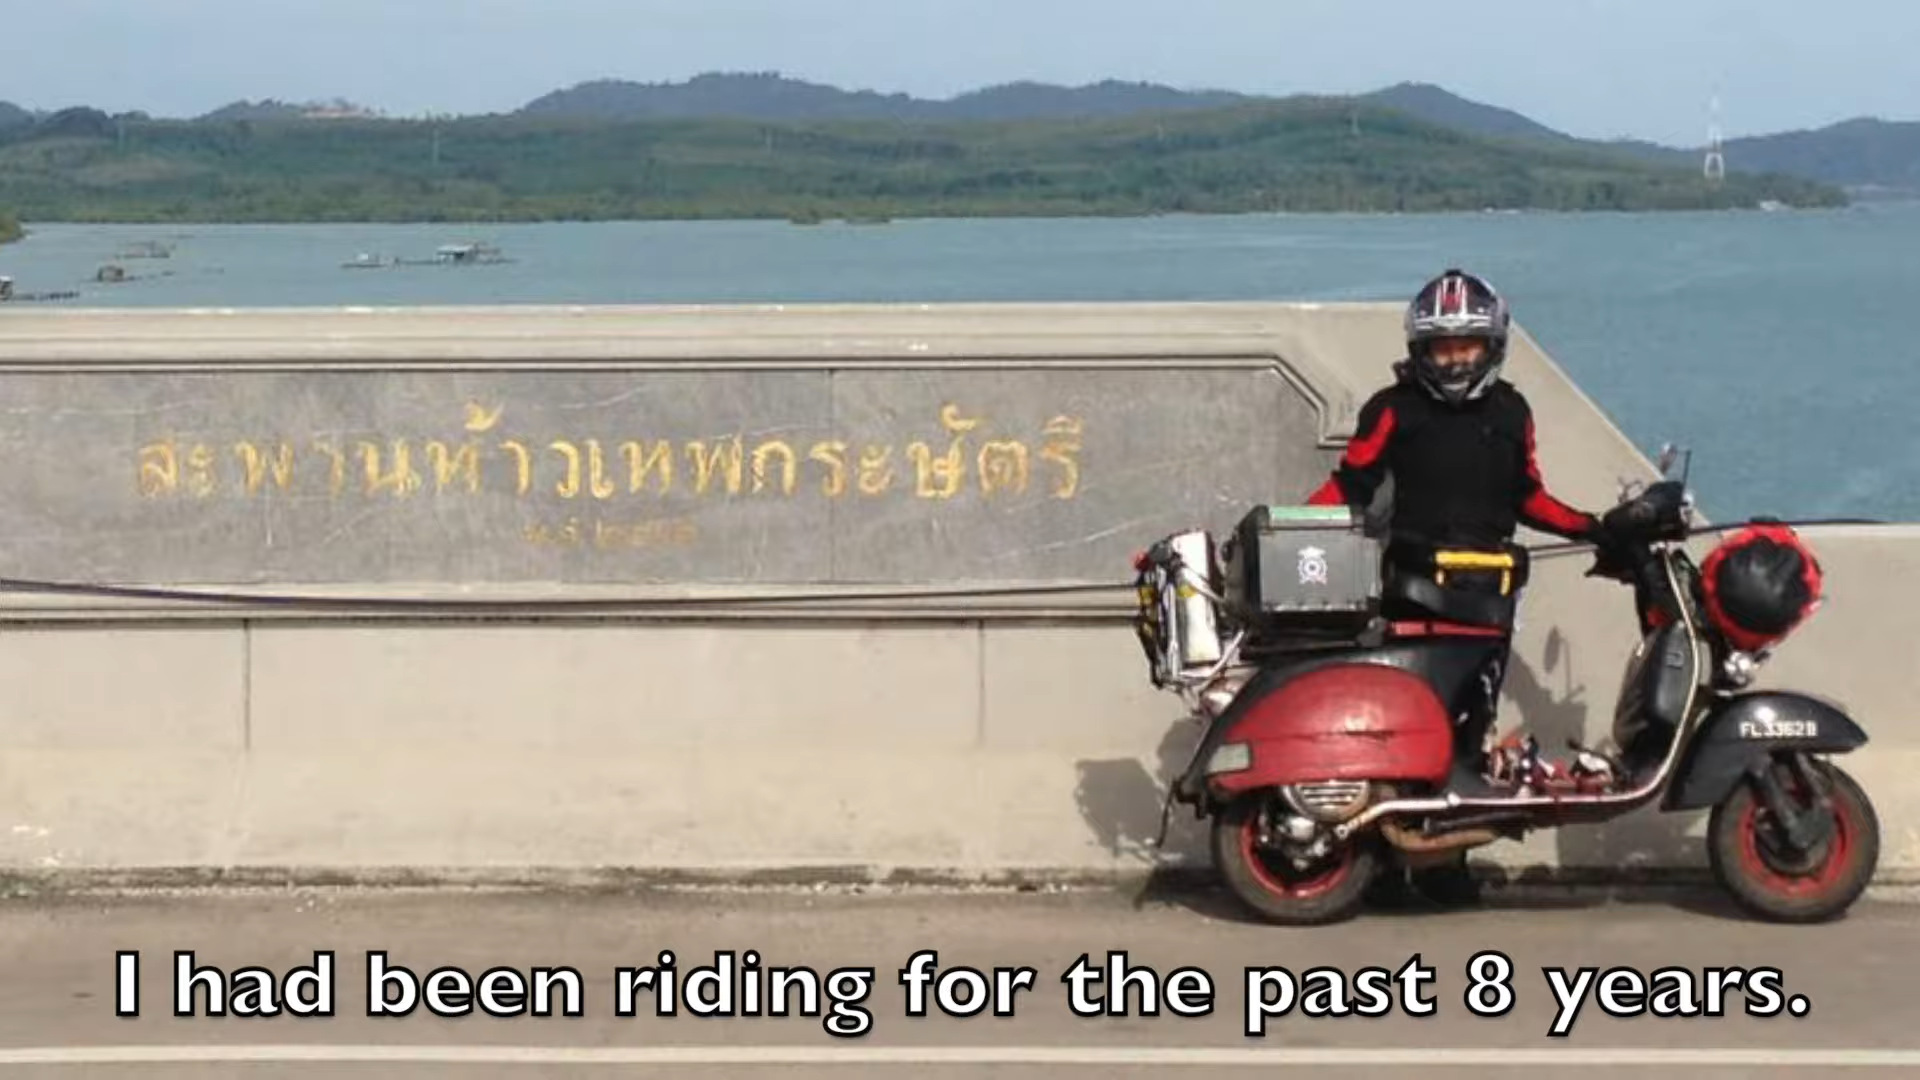 สะพานท้าวเทพกระษัตรี
FL 3362 B
I had been riding for the past 8 years.